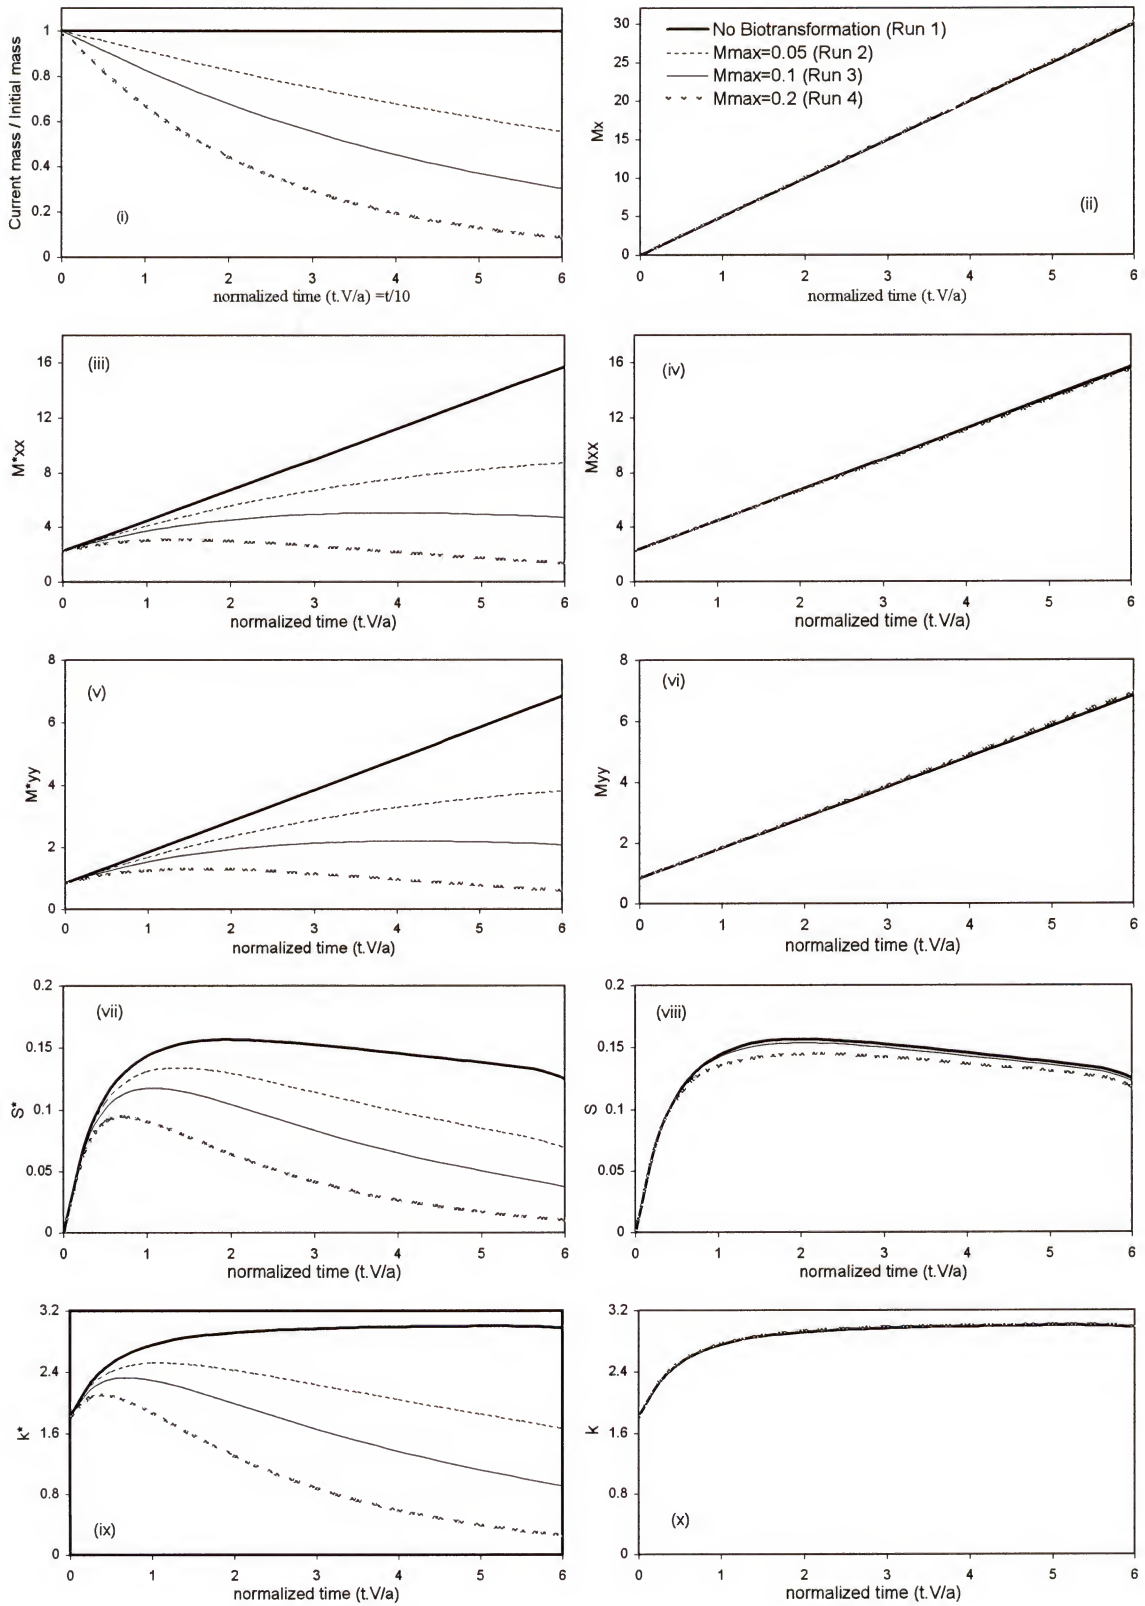 Current mass / Initial mass
1
0.8
0.6
0.4
0.2
0
(i)
0 1 2 3 4 5 6
normalized time (t.V/a) =t/10
Mx
30
25
20
15
10
5
0
No Biotransformation (Run 1)
Mmax=0.05 (Run 2)
Mmax=0.1 (Run 3)
Mmax=0.2 (Run 4)
(ii)
0 1 2 3 4 5 6
normalized time (t.V/a)
M*xx
16
12
8
4
0
(iii)
0 1 2 3 4 5 6
normalized time (t.V/a)
Mxx
16
12
8
4
0
(iv)
0 1 2 3 4 5 6
normalized time (t.V/a)
M*yy
8
6
4
2
0
(v)
0 1 2 3 4 5 6
normalized time (t.V/a)
Myy
8
6
4
2
0
(vi)
0 1 2 3 4 5 6
normalized time (t.V/a)
S*
0.2
0.15
0.1
0.05
0
(vii)
0 1 2 3 4 5 6
normalized time (t.V/a)
S
0.2
0.15
0.1
0.05
0
(viii)
0 1 2 3 4 5 6
normalized time (t.V/a)
k*
3.2
2.4
1.6
0.8
0
(ix)
0 1 2 3 4 5 6
normalized time (t.V/a)
k
3.2
2.4
1.6
0.8
0
(x)
0 1 2 3 4 5 6
normalized time (t.V/a)